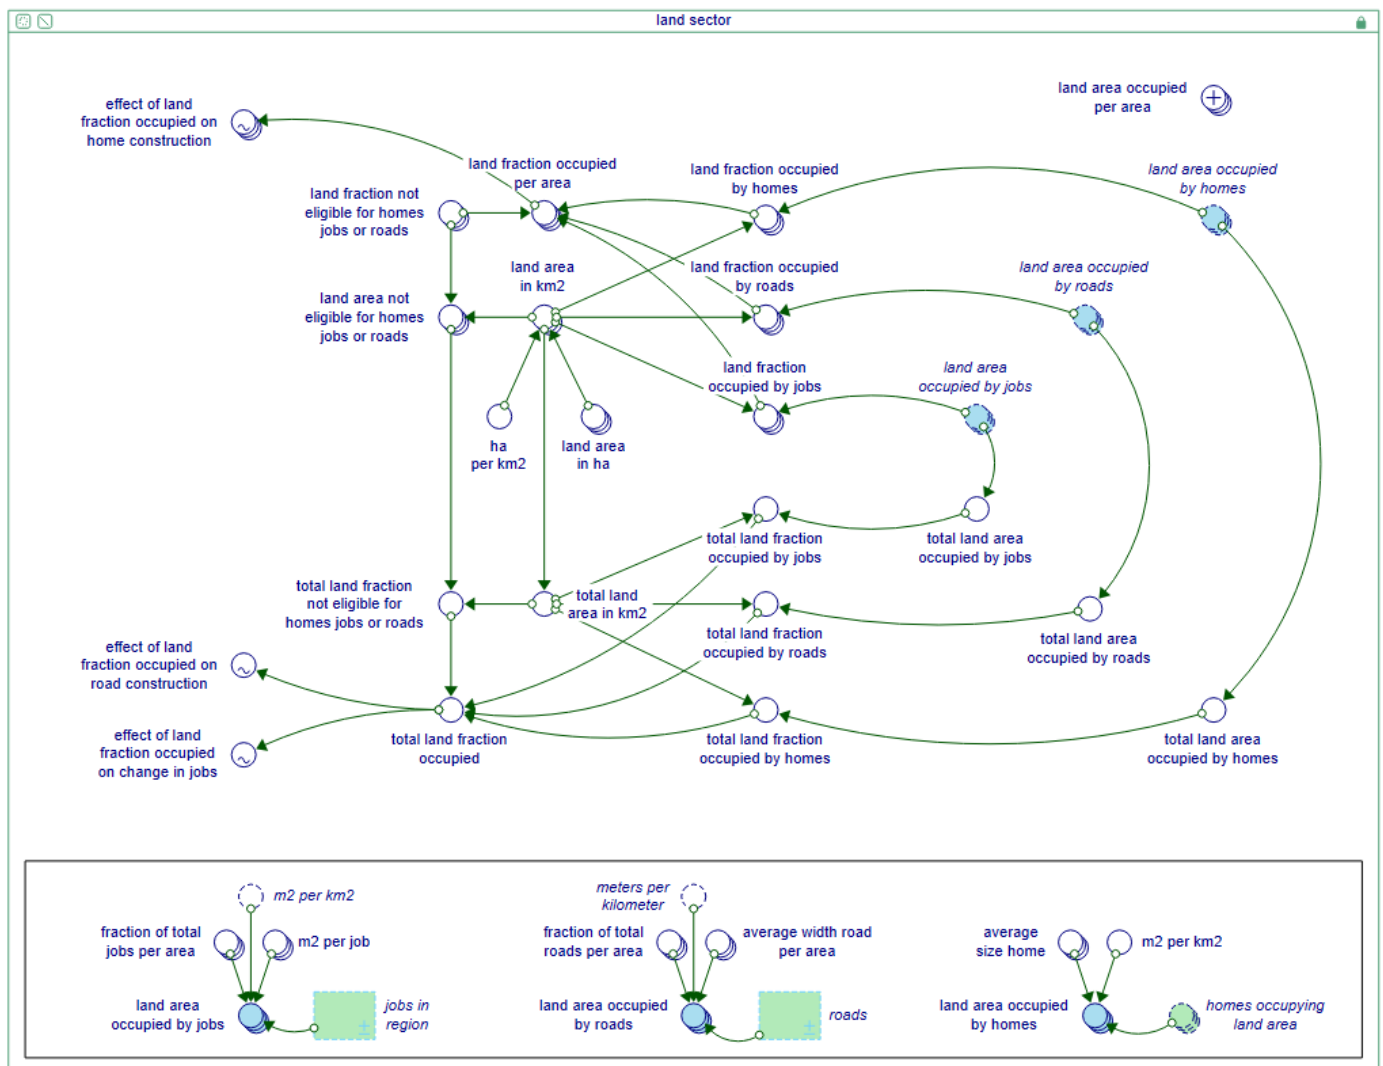 land sector
effect of land
fraction occupied on
home construction
land area occupied
per area
land fraction occupied
per area
land fraction occupied
by homes
land area occupied
by homes
land fraction not
eligible for homes
jobs or roads
land area
in km2
land fraction occupied
by roads
land area occupied
by roads
land area not
eligible for homes
jobs or roads
land fraction
occupied by jobs
land area
occupied by jobs
ha
per km2
land area
in ha
total land fraction
occupied by jobs
total land area
occupied by jobs
total land fraction
not eligible for
homes jobs or roads
total land
area in km2
total land fraction
occupied by roads
total land area
occupied by roads
effect of land
fraction occupied on
road construction
effect of land
fraction occupied
on change in jobs
total land fraction
occupied
total land fraction
occupied by homes
total land area
occupied by homes
m2 per km2
fraction of total
jobs per area
m2 per job
land area
occupied by jobs
jobs in
region
meters per
kilometer
fraction of total
roads per area
average width road
per area
land area occupied
by roads
roads
average
size home
m2 per km2
land area occupied
by homes
homes occupying
land area